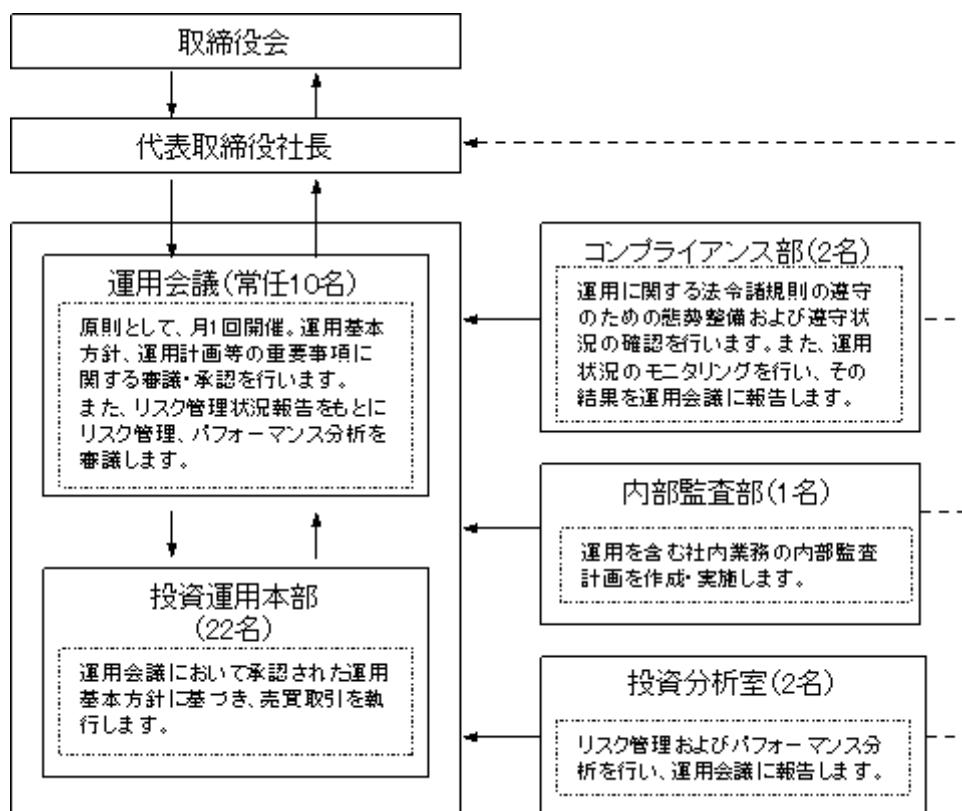 取締役会
代表取締役社長
運用会議(常任10名)
原則として、月1回開催。運用基本
方針、運用計画等の重要事項に
関する審議・承認を行います。
また、リスク管理状況報告をもとに
リスク管理、パフォーマンス分析を
審議します。
投資運用本部
(22名)
運用会議において承認された運用
基本方針に基づき、売買取引を執
行します。
コンプライアンス部(2名)
運用に関する法令諸規則の遵守
のための態勢整備および遵守状
況の確認を行います。また、運用
状況のモニタリングを行い、その
結果を運用会議に報告します。
内部監査部(1名)
運用を含む社内業務の内部監査
計画を作成・実施します。
投資分析室(2名)
リスク管理およびパフォーマンス分
析を行い、運用会議に報告します。